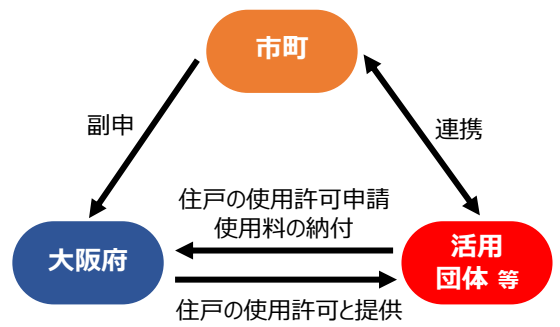 市町
副申
連携
住戸の使用許可申請
使用料の納付
大阪府
活用
団体 等
住戸の使用許可と提供